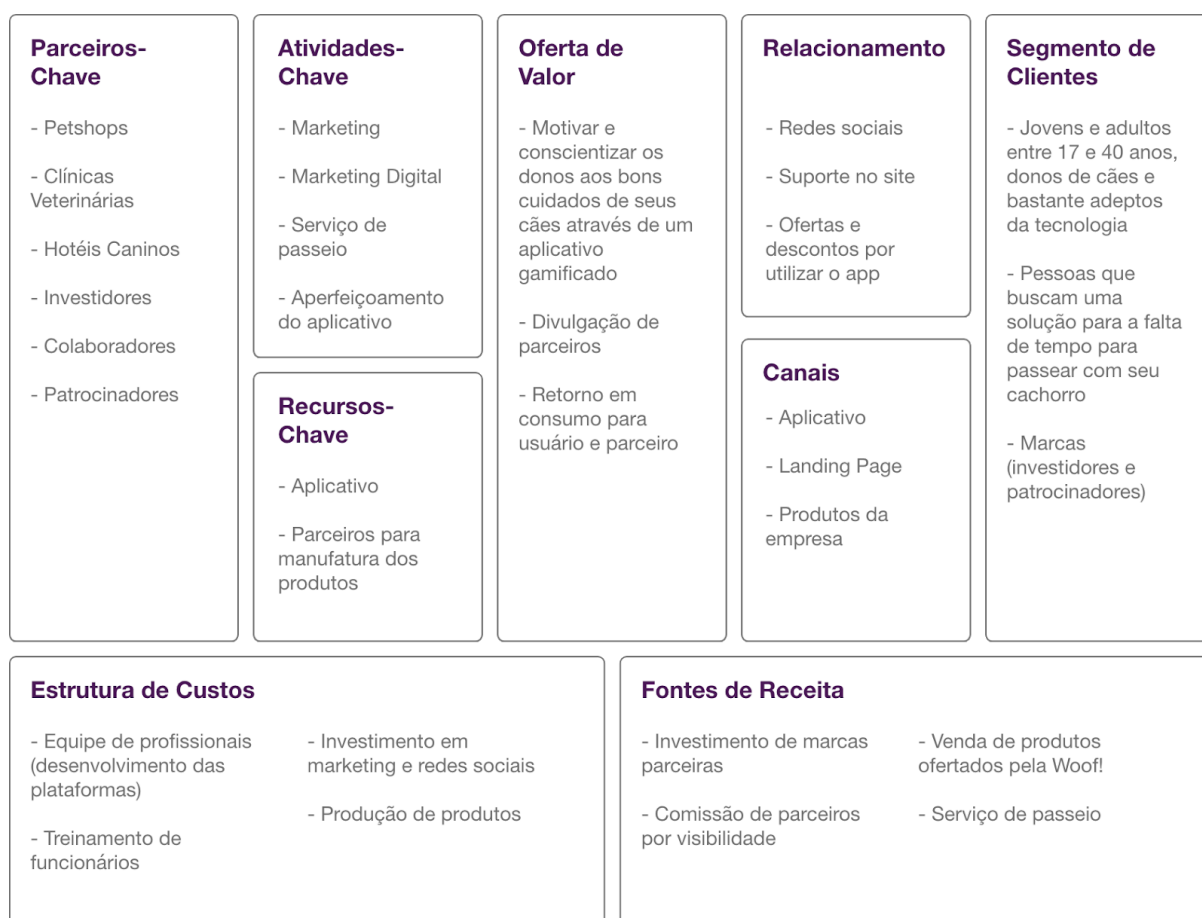 Parceiros-
Chave
- Petshops
- Clínicas
Veterinárias
- Hotéis Caninos
- Investidores
- Colaboradores
- Patrocinadores
Atividades-
Chave
- Marketing
- Marketing Digital
- Serviço de
passeio
- Aperfeiçoamento
do aplicativo
Recursos-
Chave
- Aplicativo
- Parceiros para
manufatura dos
produtos
Oferta de
Valor
- Motivar e
conscientizar os
donos aos bons
cuidados de seus
cães através de um
aplicativo
gamificado
- Divulgação de
parceiros
- Retorno em
consumo para
usuário e parceiro
Relacionamento
- Redes sociais
- Suporte no site
- Ofertas e
descontos por
utilizar o app
Canais
- Aplicativo
- Landing Page
- Produtos da
empresa
Segmento de
Clientes
- Jovens e adultos
entre 17 e 40 anos,
donos de cães e
bastante adeptos
da tecnologia
- Pessoas que
buscam uma
solução para a falta
de tempo para
passear com seu
cachorro
- Marcas
(investidores e
patrocinadores)
Estrutura de Custos
- Equipe de profissionais
(desenvolvimento das
plataformas)
- Treinamento de
funcionários
- Investimento em
marketing e redes sociais
- Produção de produtos
Fontes de Receita
- Investimento de marcas
parceiras
- Comissão de parceiros
por visibilidade
- Venda de produtos
ofertados pela Woof!
- Serviço de passeio